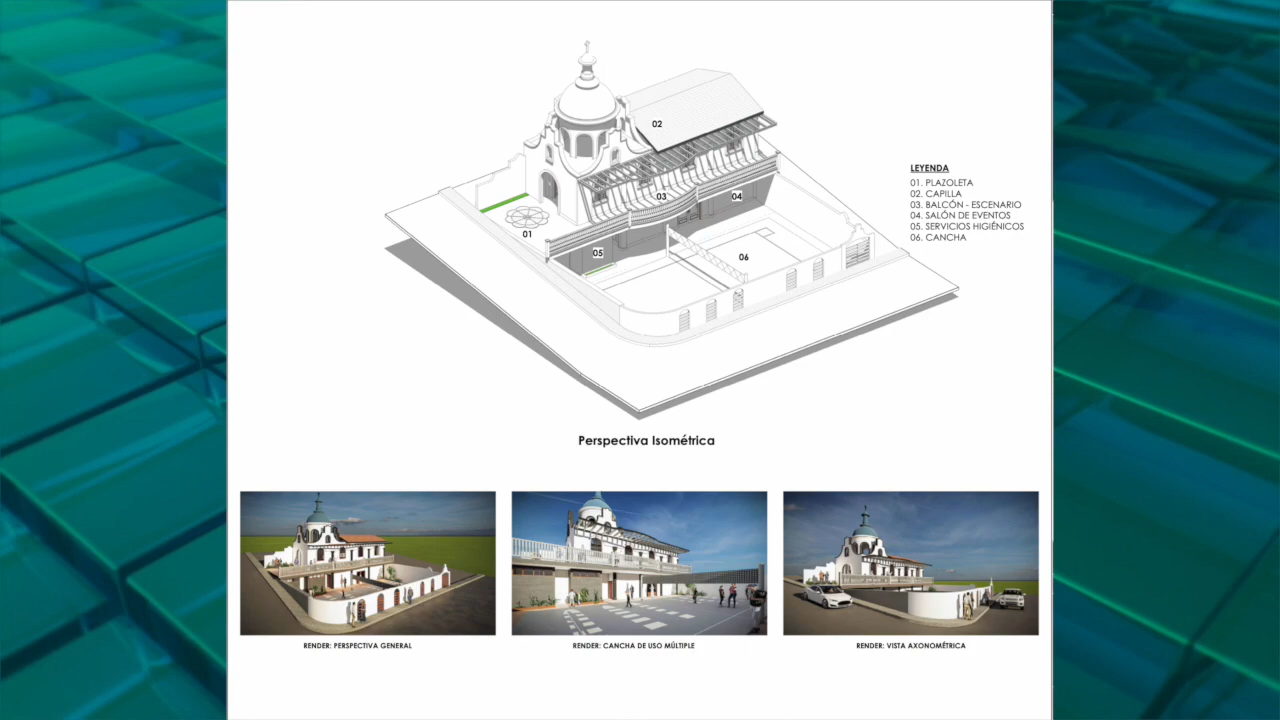 02
LEYENDA
01. PLAZOLETA
02. CAPILLA
03. BALCÓN - ESCENARIO
04. SALÓN DE EVENTOS
05. SERVICIOS HIGIÉNICOS
06. CANCHA
03
04
01
05
06
Perspectiva Isométrica
RENDER: PERSPECTIVA GENERAL
RENDER: CANCHA DE USO MÚLTIPLE
RENDER: VISTA AXONOMÉTRICA